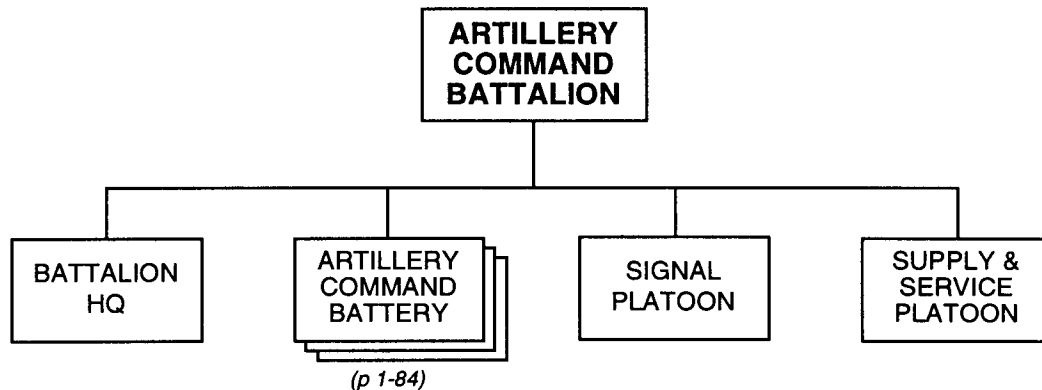 ARTILLERY
COMMAND
BATTALION
BATTALION
HQ
ARTILLERY
COMMAND
BATTERY
(p 1-84)
SIGNAL
PLATOON
SUPPLY &
SERVICE
PLATOON